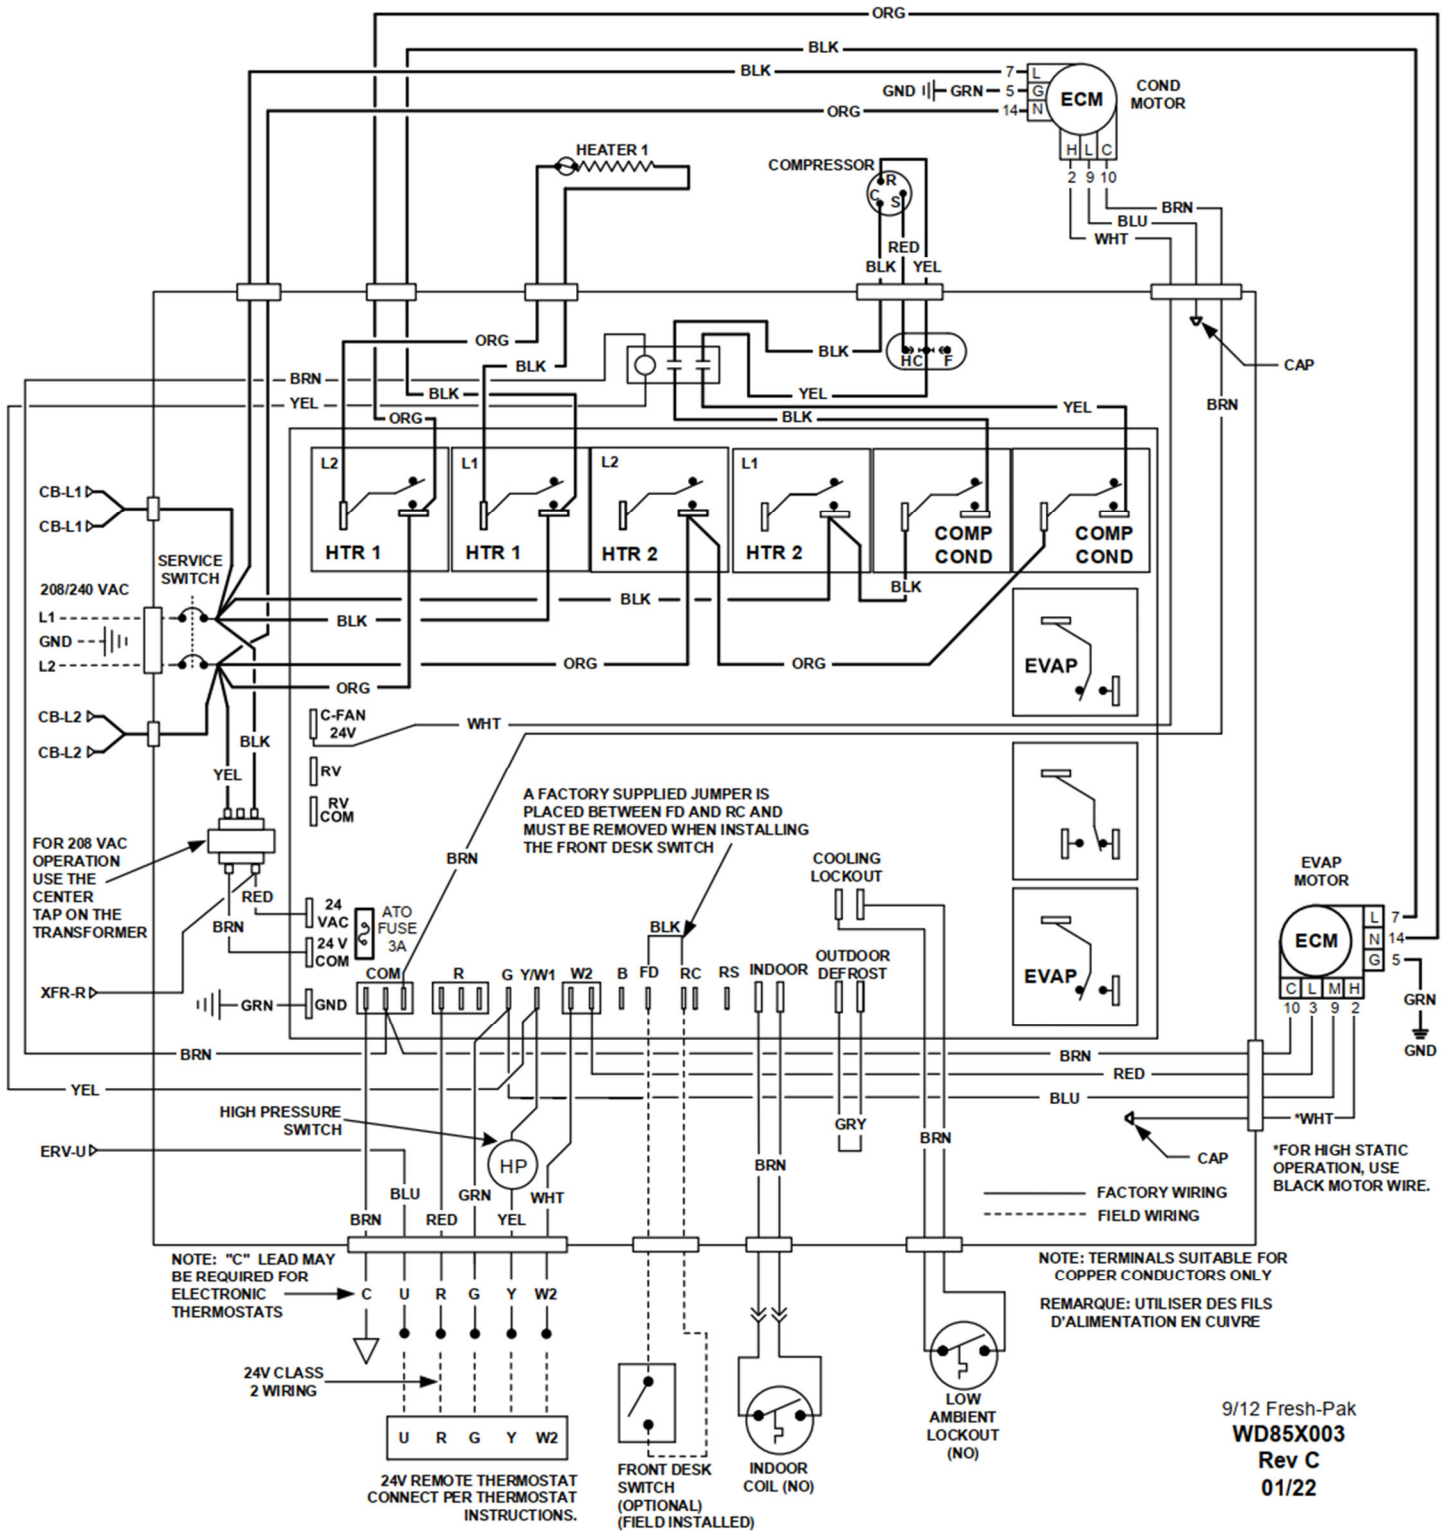 ORG
BLK
BLK
7 L
GND GRN 5 G
ECM
COND
MOTOR
ORG
14 N
H L C
2 9 10
HEATER 1
COMPRESSOR
R
C
S
BRN
BLU
WHT
RED
BLK YEL
ORG
BLK
BLK
HC F
CAP
BRN
BLK
YEL
BRN
YEL
ORG
BLK
YEL
BRN
L2
HTR 1
L1
HTR 1
L2
HTR 2
L1
HTR 2
COMP
COND
COMP
COND
CB-L1
CB-L1
SERVICE
SWITCH
208/240 VAC
L1
GND
L2
BLK
BLK
BLK
ORG
ORG
ORG
EVAP
CB-L2
CB-L2
C-FAN
24V
WHT
BLK
YEL
RV
RV
COM
A FACTORY SUPPLIED JUMPER IS
PLACED BETWEEN FD AND RC AND
MUST BE REMOVED WHEN INSTALLING
THE FRONT DESK SWITCH
FOR 208 VAC
OPERATION
USE THE
CENTER
TAP ON THE
TRANSFORMER
BRN
COOLING
LOCKOUT
EVAP
MOTOR
RED
BRN
24
VAC
24 V
COM
ATO
FUSE
3A
BLK
EVAP
ECM
L 7
N 14
G 5
C L M H
10 3 9 2
GRN
GND
XFR-R
GRN
GND
COM
R
G Y/W1
W2
B FD RC RS
INDOOR
OUTDOOR
DEFROST
BRN
BRN
YEL
RED
BLU
HIGH PRESSURE
SWITCH
HP
ERV-U
GRY
BRN
BRN
*WHT
CAP
*FOR HIGH STATIC
OPERATION, USE
BLACK MOTOR WIRE.
BLU
GRN
WHT
BRN
RED
YEL
FACTORY WIRING
FIELD WIRING
NOTE: "C" LEAD MAY
BE REQUIRED FOR
ELECTRONIC
THERMOSTATS
C U R G Y W2
NOTE: TERMINALS SUITABLE FOR
COPPER CONDUCTORS ONLY
REMARQUE: UTILISER DES FILS
D'ALIMENTATION EN CUIVRE
24V CLASS
2 WIRING
U R G Y W2
24V REMOTE THERMOSTAT
CONNECT PER THERMOSTAT
INSTRUCTIONS.
FRONT DESK
SWITCH
(OPTIONAL)
(FIELD INSTALLED)
INDOOR
COIL (NO)
LOW
AMBIENT
LOCKOUT
(NO)
9/12 Fresh-Pak
WD85X003
Rev C
01/22